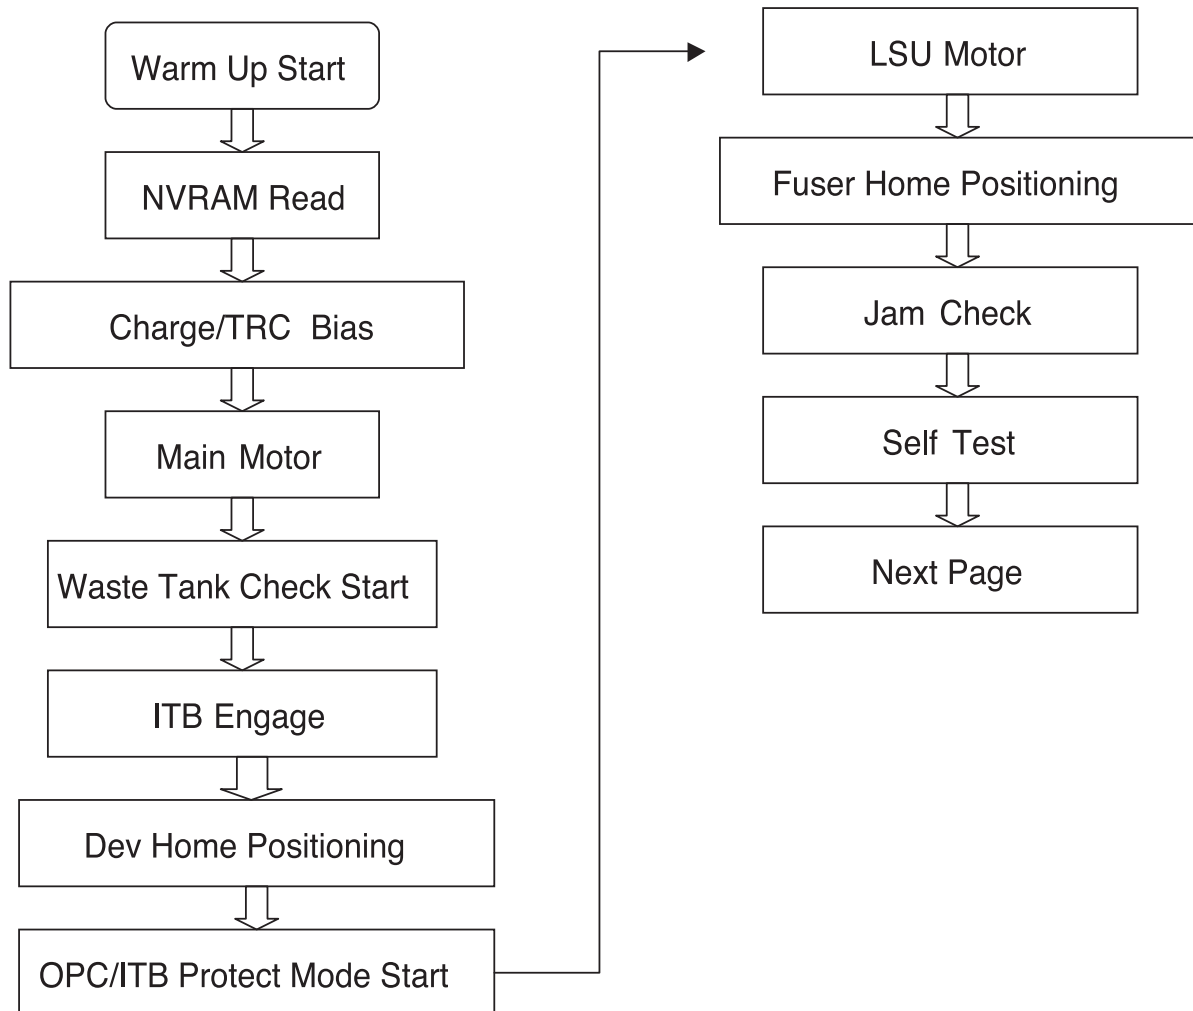 Warm Up Start
NVRAM Read
Charge/TRC Bias
Main Motor
Waste Tank Check Start
ITB Engage
Dev Home Positioning
OPC/ITB Protect Mode Start
LSU Motor
Fuser Home Positioning
Jam Check
Self Test
Next Page